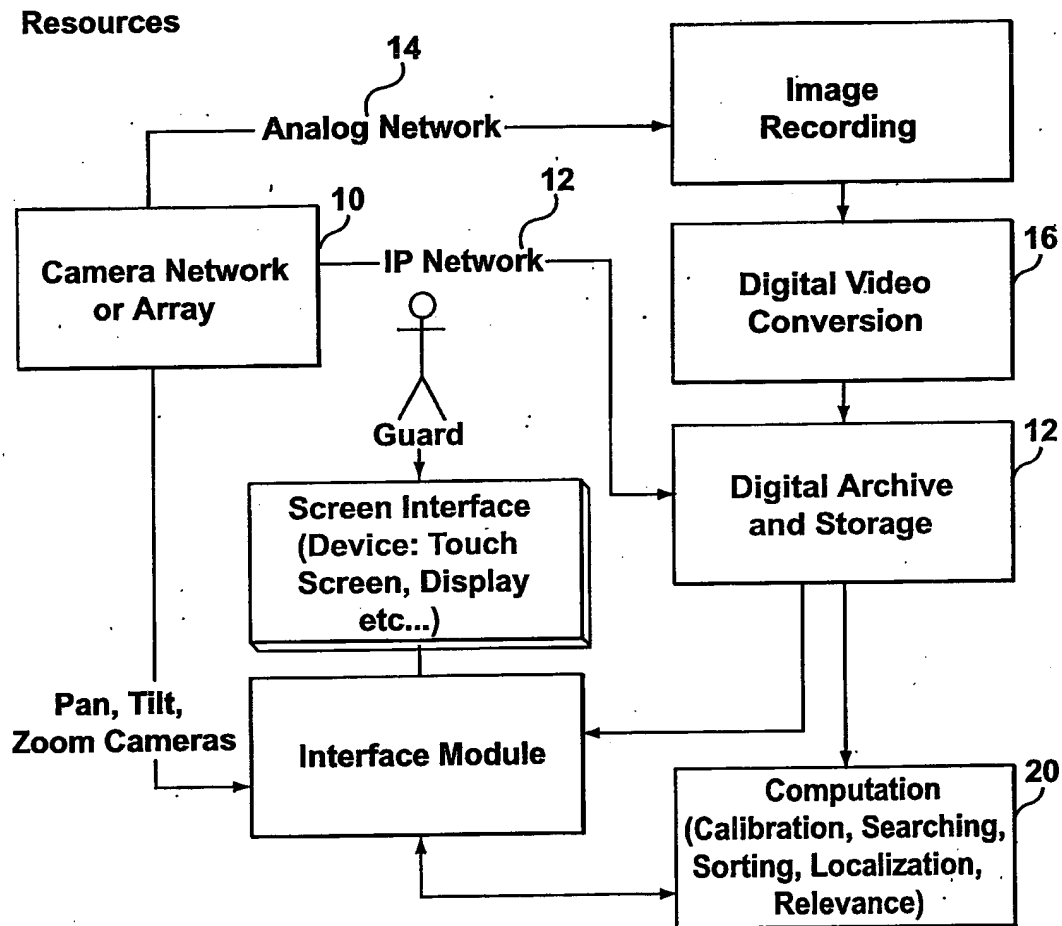 Resources
14
Analog Network
Image
Recording
10
12
Camera Network
or Array
IP Network
16
Digital Video
Conversion
Guard
12
Digital Archive
and Storage
Screen Interface
(Device: Touch
Screen, Display
etc...)
Pan, Tilt,
Zoom Cameras
Interface Module
20
Computation
(Calibration, Searching,
Sorting, Localization,
Relevance)